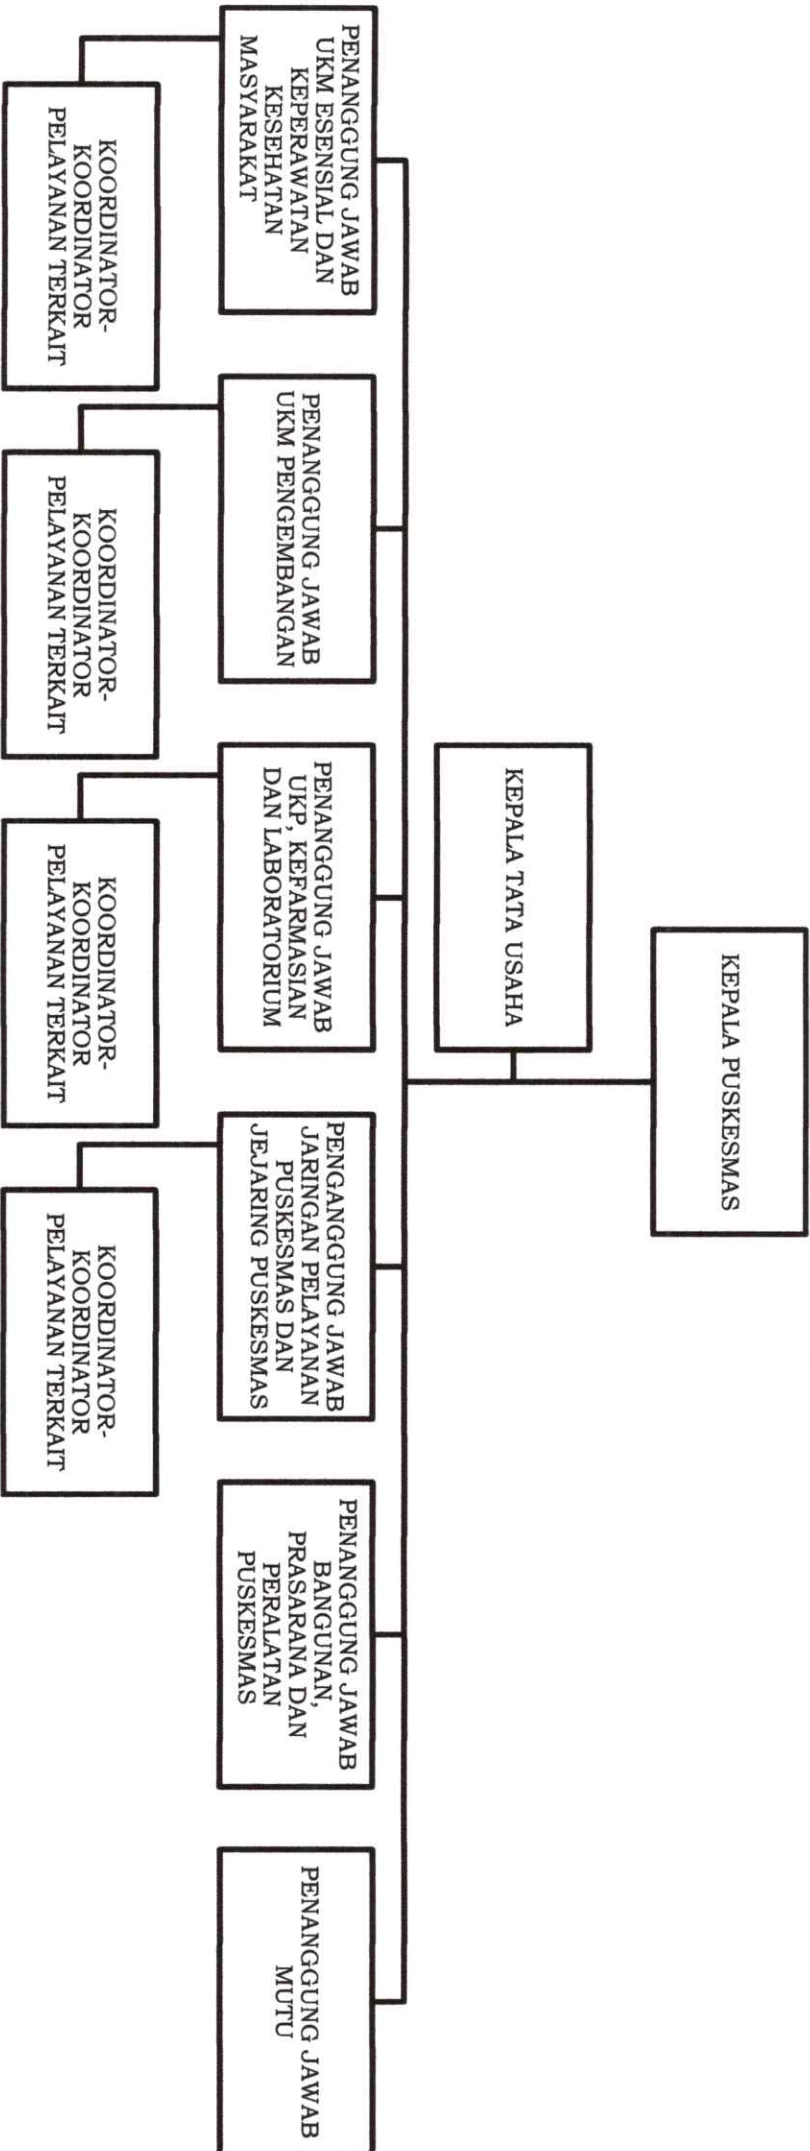 KEPALA PUSKESMAS
KEPALA TATA USAHA
PENANGGUNG JAWAB
UKM ESENSIAL DAN
KEPERAWATAN
KESEHATAN
MASYARAKAT
PENANGGUNG JAWAB
UKM PENGEMBANGAN
PENANGGUNG JAWAB
UKP, KEFARMASIAN
DAN LABORATORIUM
PENGANGGUNG JAWAB
JARINGAN PELAYANAN
PUSKESMAS DAN
JEJARING PUSKESMAS
PENANGGUNG JAWAB
BANGUNAN,
PRASARANA DAN
PERALATAN
PUSKESMAS
PENANGGUNG JAWAB
MUTU
KOORDINATOR-
KOORDINATOR
PELAYANAN TERKAIT
KOORDINATOR-
KOORDINATOR
PELAYANAN TERKAIT
KOORDINATOR-
KOORDINATOR
PELAYANAN TERKAIT
KOORDINATOR-
KOORDINATOR
PELAYANAN TERKAIT